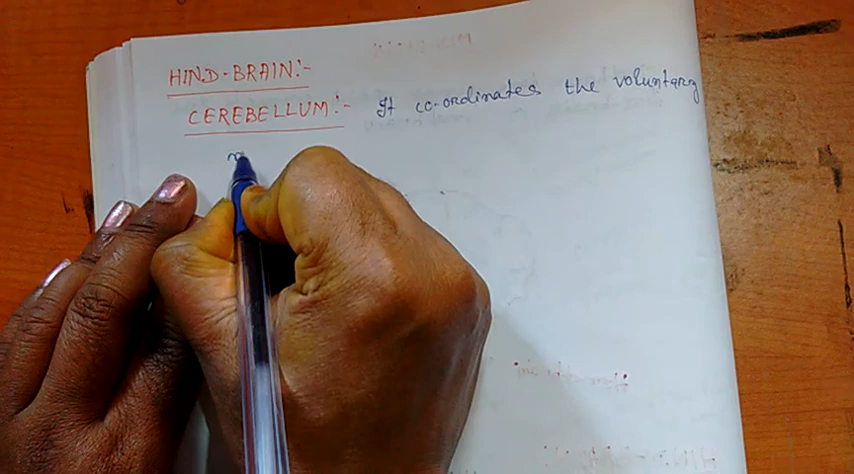 HIND-BRAIN:-
CEREBELLUM:- It co-ordinates the voluntary